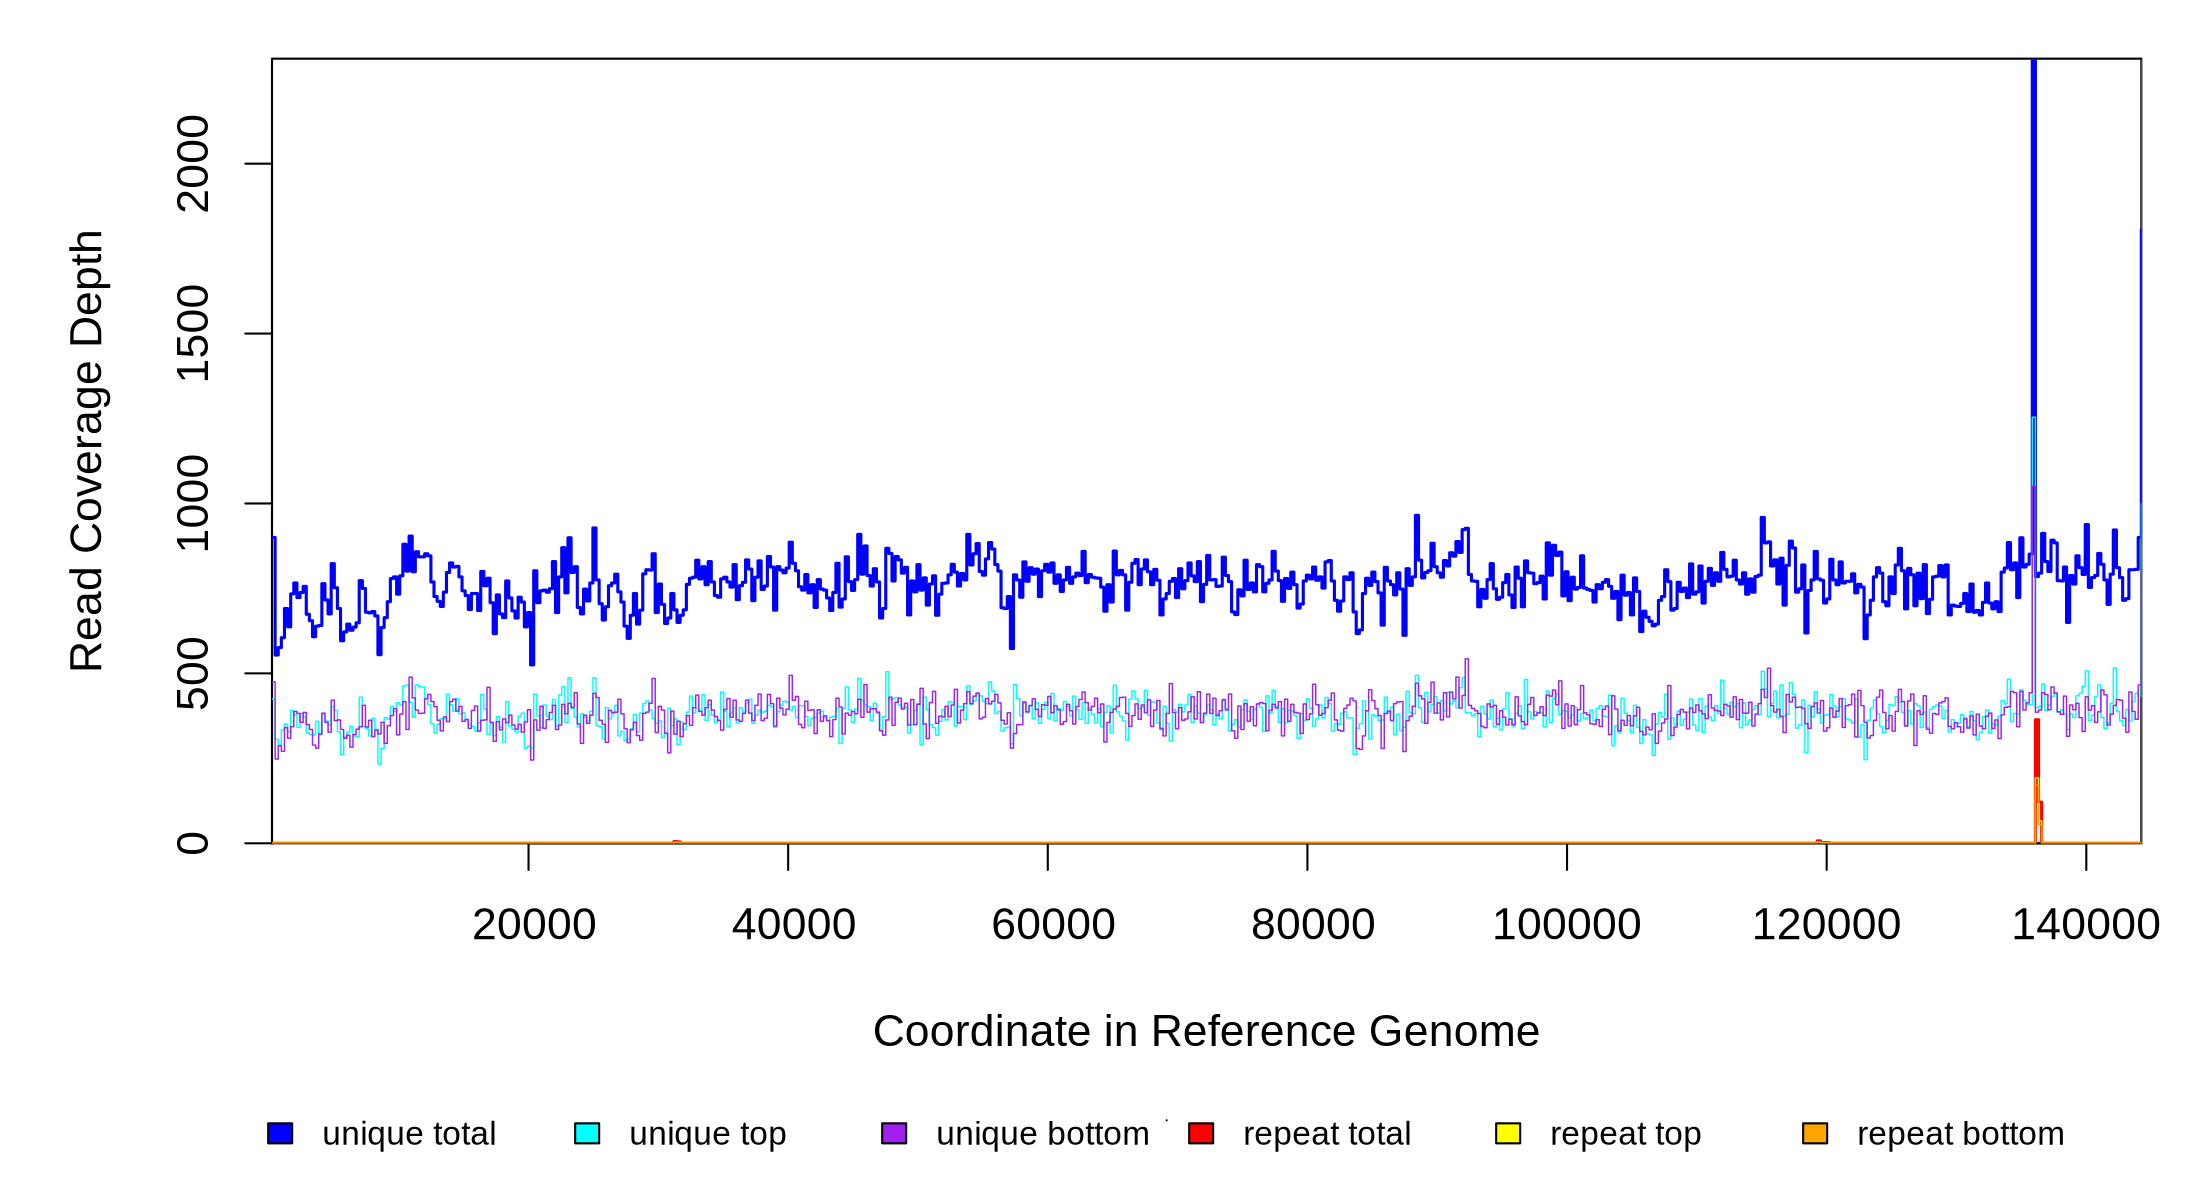 Read Coverage Depth
2000
1500
1000
500
0
20000 40000 60000 80000 100000 120000 140000
Coordinate in Reference Genome
unique total unique top unique bottom repeat total repeat top repeat bottom